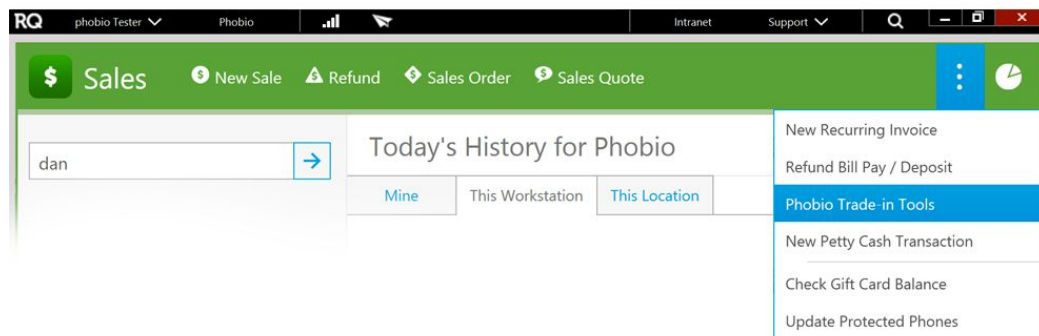 RQ phobio Tester Phobio Intranet Support
$ Sales $ New Sale $ Refund $ Sales Order $ Sales Quote
dan
Today's History for Phobio
Mine This Workstation This Location
New Recurring Invoice
Refund Bill Pay / Deposit
Phobio Trade-in Tools
New Petty Cash Transaction
Check Gift Card Balance
Update Protected Phones